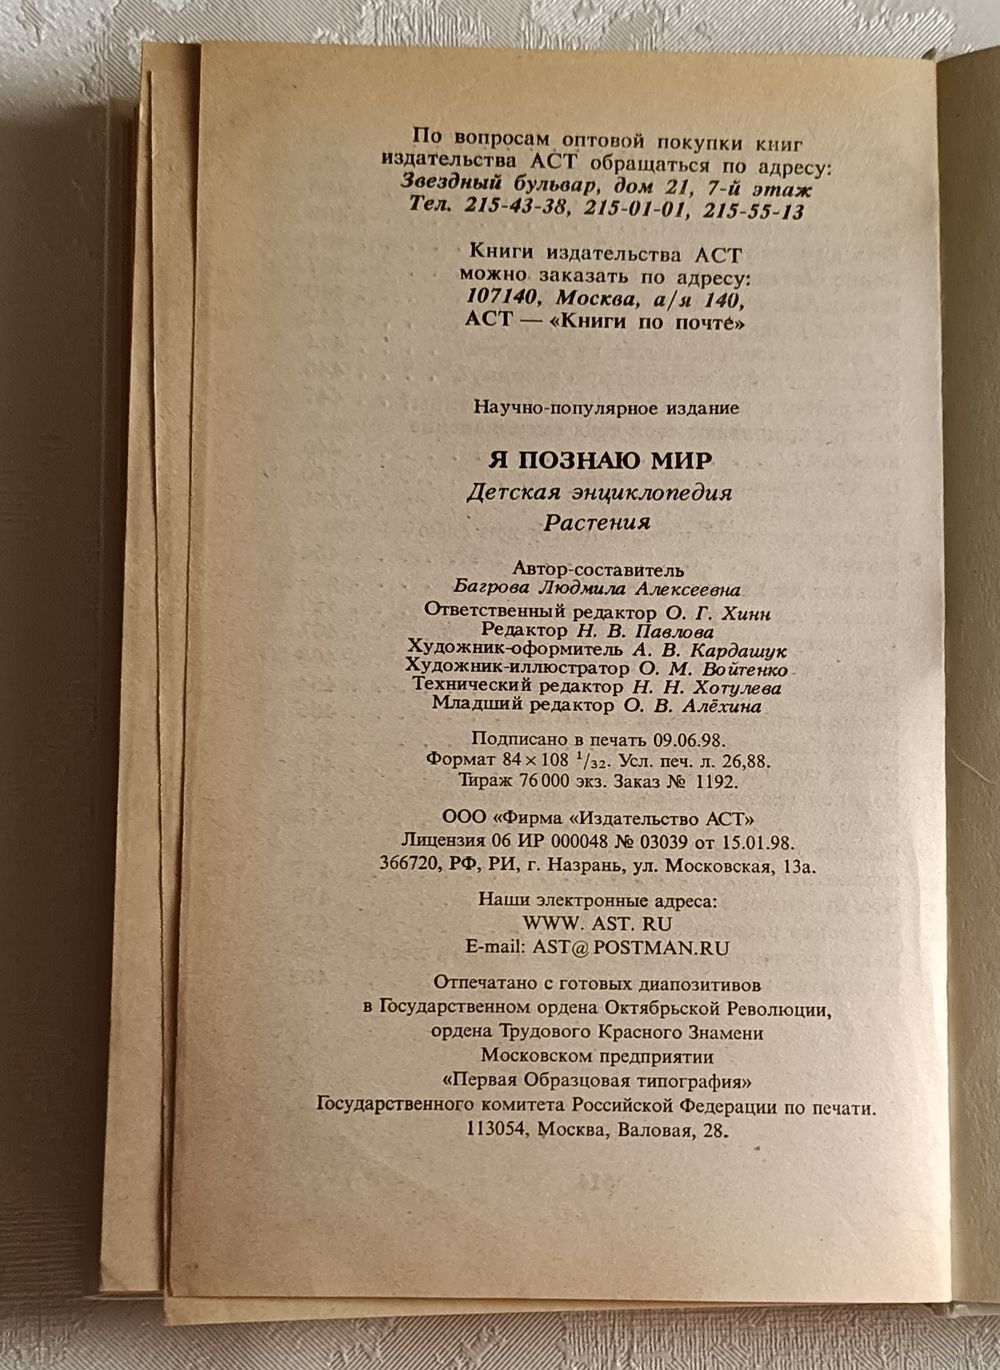 По вопросам оптовой покупки книг
издательства АСТ обращаться по адресу:
Звездный бульвар, дом 21, 7-й этаж
Тел. 215-43-38, 215-01-01, 215-55-13
Книги издательства АСТ
можно заказать по адресу:
107140, Москва, а/я 140,
АСТ — «Книги по почте»
Научно-популярное издание
Я ПОЗНАЮ МИР
Детская энциклопедия
Растения
Автор-составитель
Багрова Людмила Алексеевна
Ответственный редактор О. Г. Хинн
Редактор Н. В. Павлова
Художник-оформитель А. В. Кардашук
Художник-иллюстратор О. М. Войтенко
Технический редактор Н. Н. Хотулева
Младший редактор О. В. Алёхина
Подписано в печать 09.06.98.
Формат 84×108 ¹/₃₂. Усл. печ. л. 26,88.
Тираж 76 000 экз. Заказ № 1192.
ООО «Фирма «Издательство АСТ»
Лицензия 06 ИР 000048 № 03039 от 15.01.98.
366720, РФ, РИ, г. Назрань, ул. Московская, 13а.
Наши электронные адреса:
WWW. AST. RU
E-mail: AST@POSTMAN.RU
Отпечатано с готовых диапозитивов
в Государственном ордена Октябрьской Революции,
ордена Трудового Красного Знамени
Московском предприятии
«Первая Образцовая типография»
Государственного комитета Российской Федерации по печати.
113054, Москва, Валовая, 28.